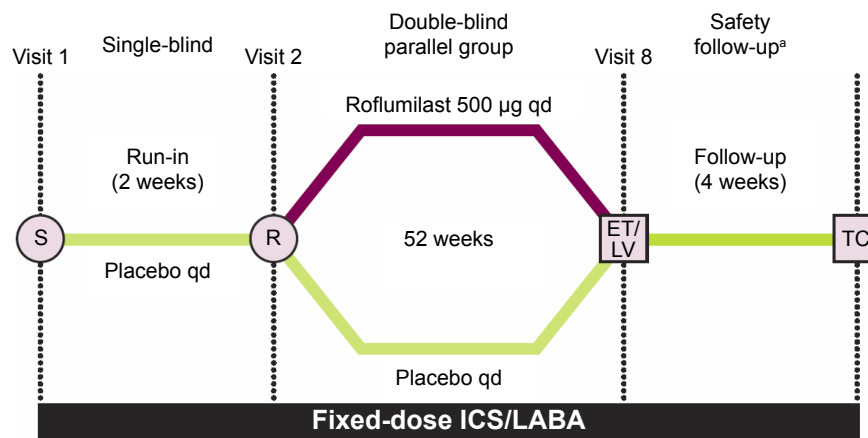 Visit 1
Single-blind
Visit 2
Double-blind
parallel group
Visit 8
Safety
follow-upᵃ
Roflumilast 500 µg qd
Run-in
(2 weeks)
Follow-up
(4 weeks)
S
R
52 weeks
ET/
LV
TC
Placebo qd
Placebo qd
Fixed-dose ICS/LABA